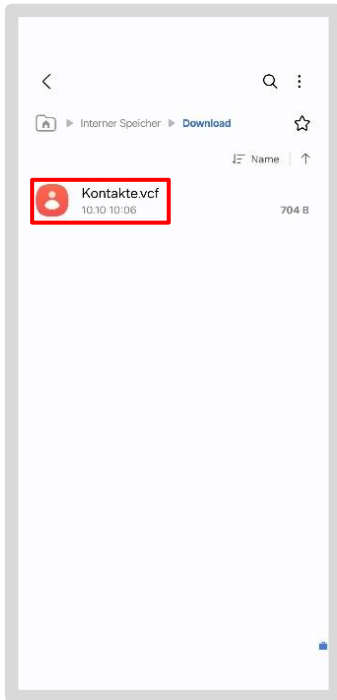 Interner Speicher Download
Name
Kontakte.vcf
10.10 10:06
704 B